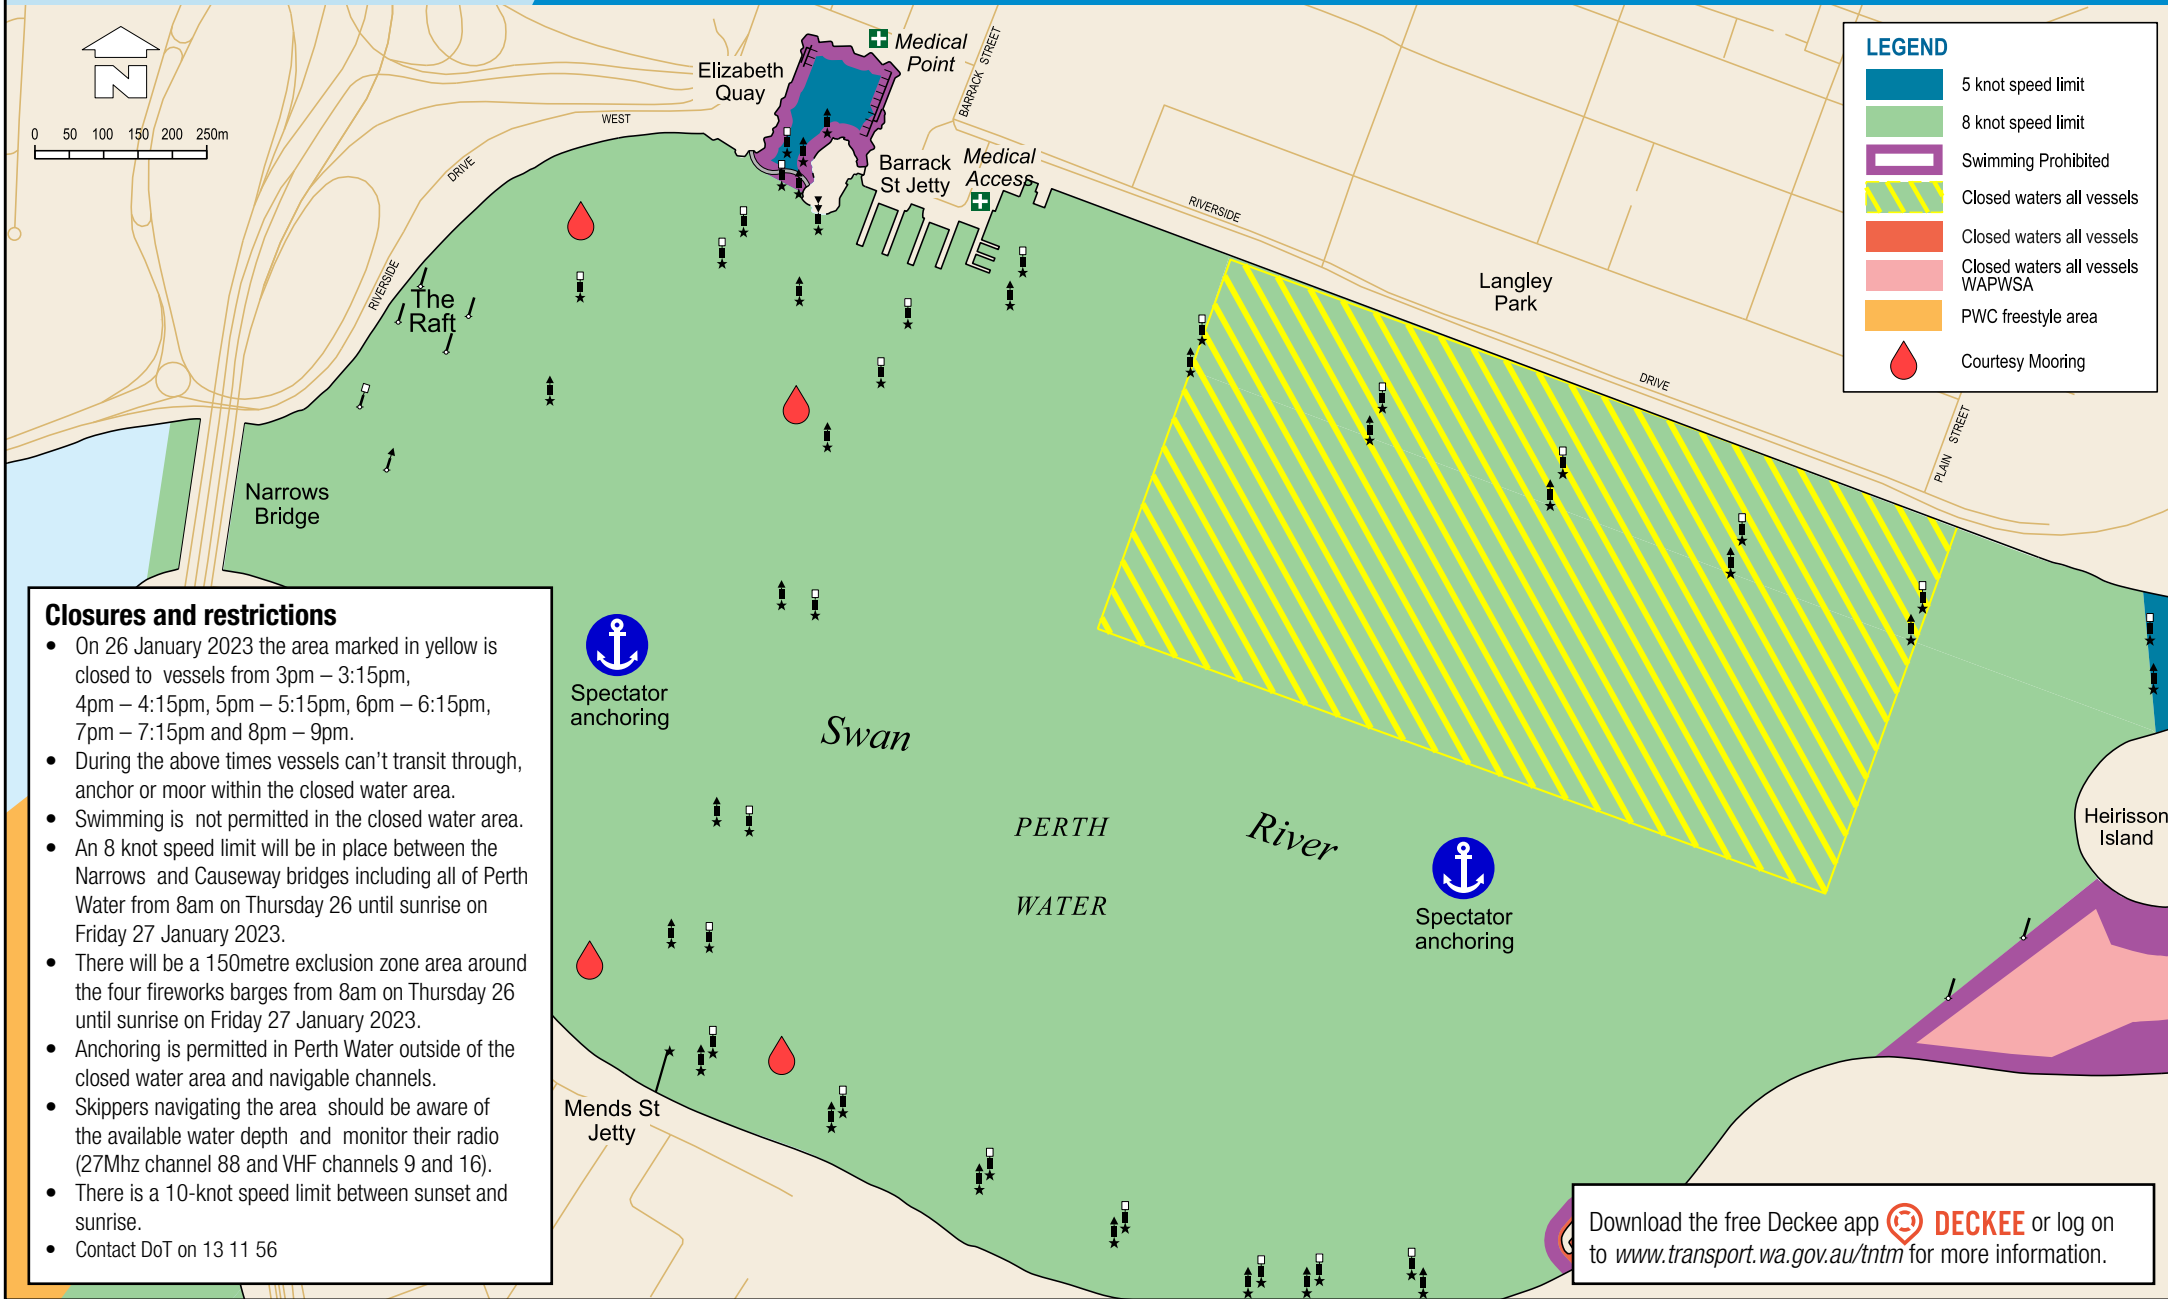 N
0 50 100 150 200 250m
Elizabeth
Quay
Medical
Point
BARRACK STREET
WEST
DRIVE
RIVERSIDE
Barrack
St Jetty
Medical
Access
The
Raft
Narrows
Bridge
RIVERSIDE
DRIVE
Langley
Park
PLAIN STREET
LEGEND
5 knot speed limit
8 knot speed limit
Swimming Prohibited
Closed waters all vessels
Closed waters all vessels
Closed waters all vessels
WAPWSA
PWC freestyle area
Courtesy Mooring
Closures and restrictions
• On 26 January 2023 the area marked in yellow is
closed to vessels from 3pm – 3:15pm,
4pm – 4:15pm, 5pm – 5:15pm, 6pm – 6:15pm,
7pm – 7:15pm and 8pm – 9pm.
• During the above times vessels can't transit through,
anchor or moor within the closed water area.
• Swimming is not permitted in the closed water area.
• An 8 knot speed limit will be in place between the
Narrows and Causeway bridges including all of Perth
Water from 8am on Thursday 26 until sunrise on
Friday 27 January 2023.
• There will be a 150metre exclusion zone area around
the four fireworks barges from 8am on Thursday 26
until sunrise on Friday 27 January 2023.
• Anchoring is permitted in Perth Water outside of the
closed water area and navigable channels.
• Skippers navigating the area should be aware of
the available water depth and monitor their radio
(27Mhz channel 88 and VHF channels 9 and 16).
• There is a 10-knot speed limit between sunset and
sunrise.
• Contact DoT on 13 11 56
Spectator
anchoring
Swan
River
PERTH
WATER
Spectator
anchoring
Heirisson
Island
Mends St
Jetty
Download the free Deckee app DECKEE or log on
to www.transport.wa.gov.au/tntm for more information.